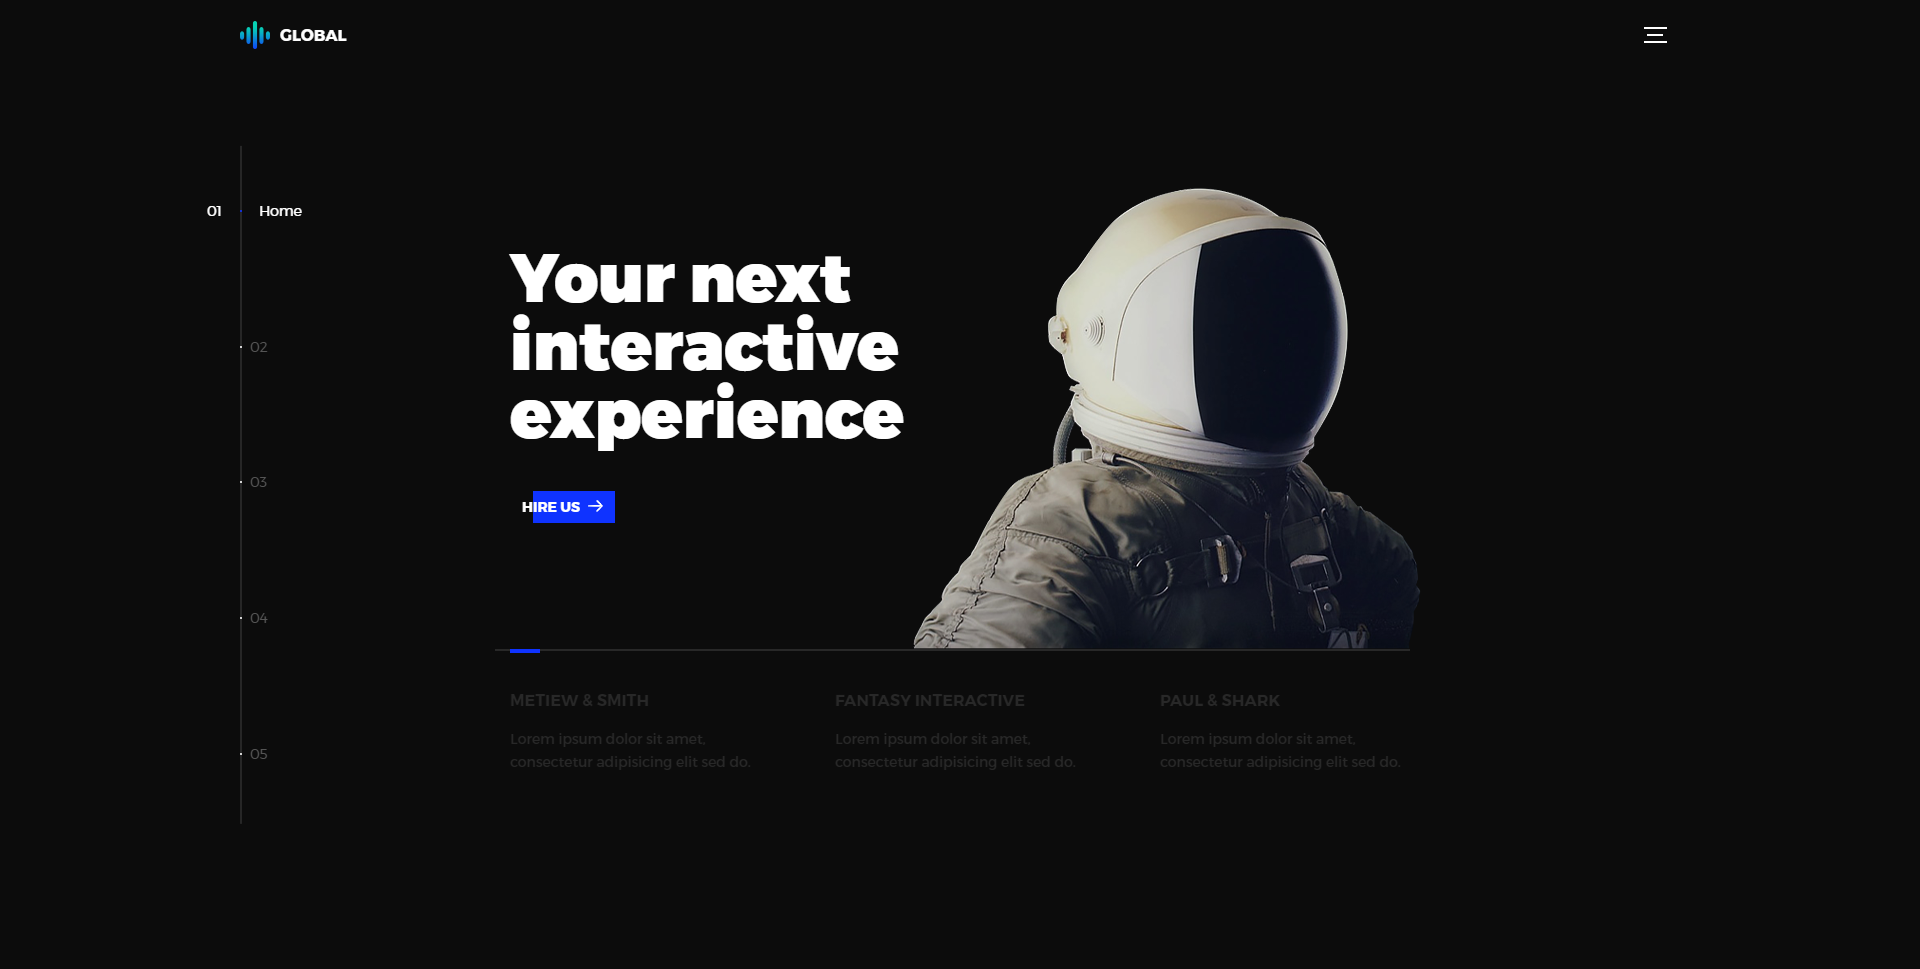 GLOBAL
01 Home
Your next
interactive
experience
02
03
HIRE US
04
METIEW & SMITH
Lorem ipsum dolor sit amet,
consectetur adipisicing elit sed do.
FANTASY INTERACTIVE
Lorem ipsum dolor sit amet,
consectetur adipisicing elit sed do.
PAUL & SHARK
Lorem ipsum dolor sit amet,
consectetur adipisicing elit sed do.
05